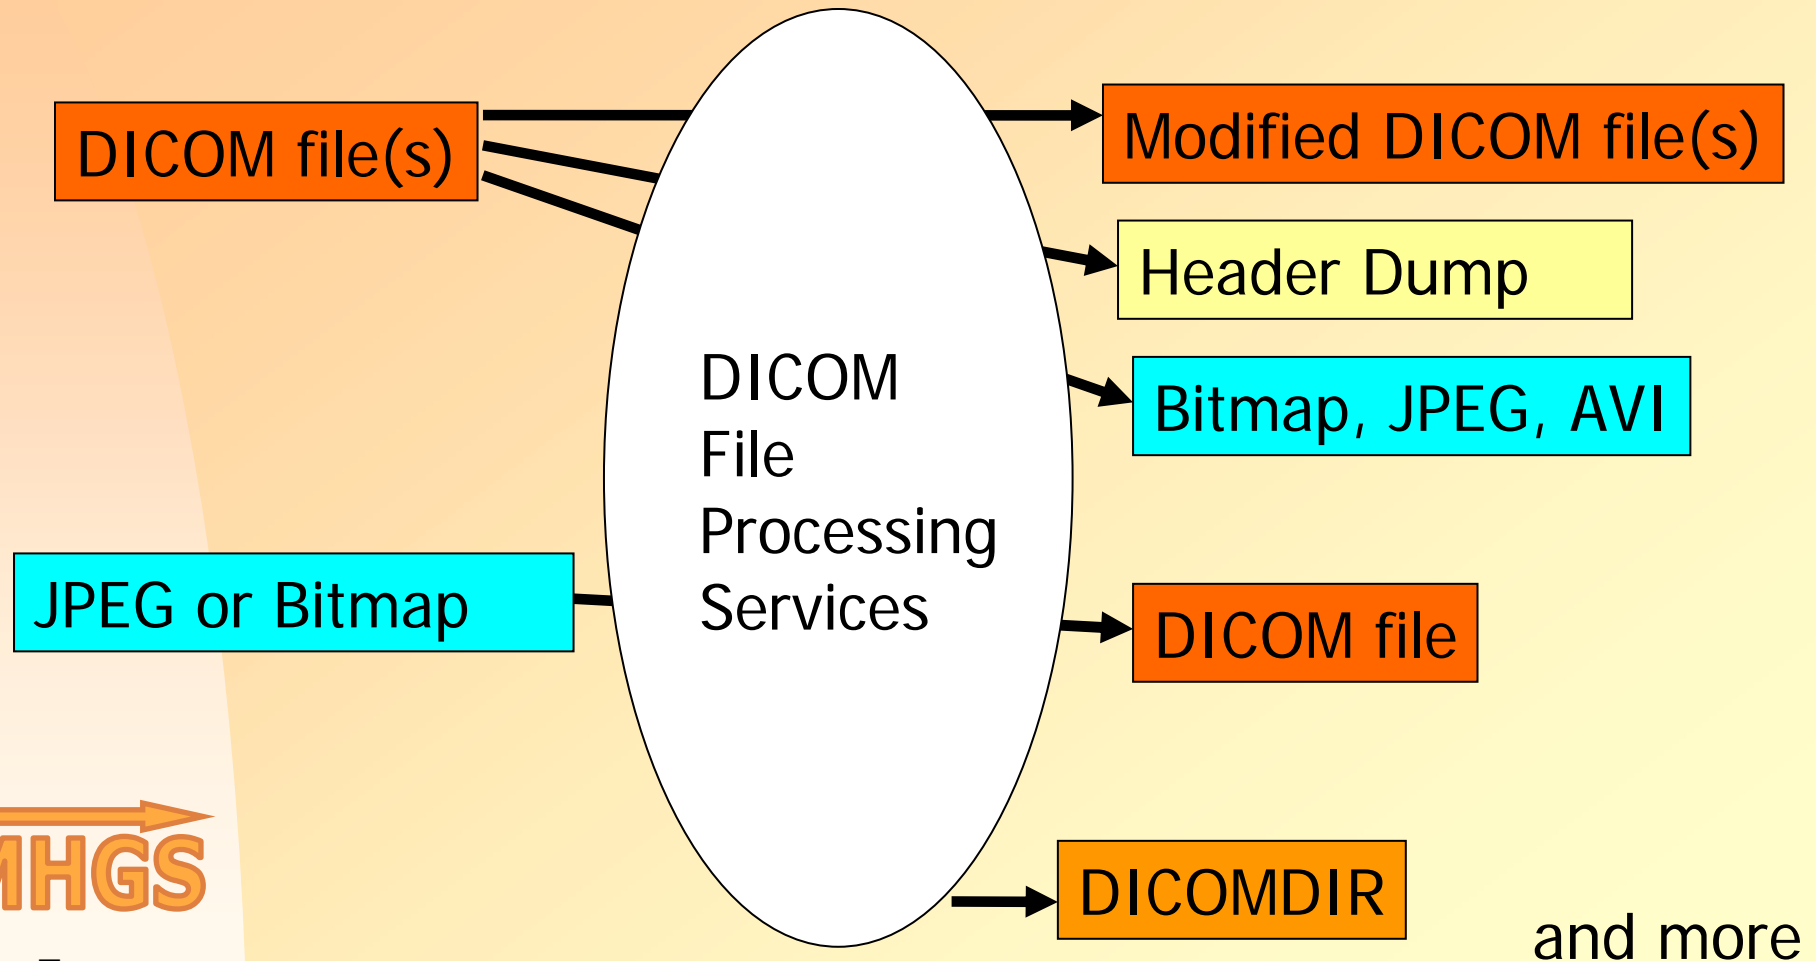 DICOM file(s)
Modified DICOM file(s)
Header Dump
Bitmap, JPEG, AVI
DICOM
File
Processing
Services
JPEG or Bitmap
DICOM file
MHGS
DICOMDIR
and more